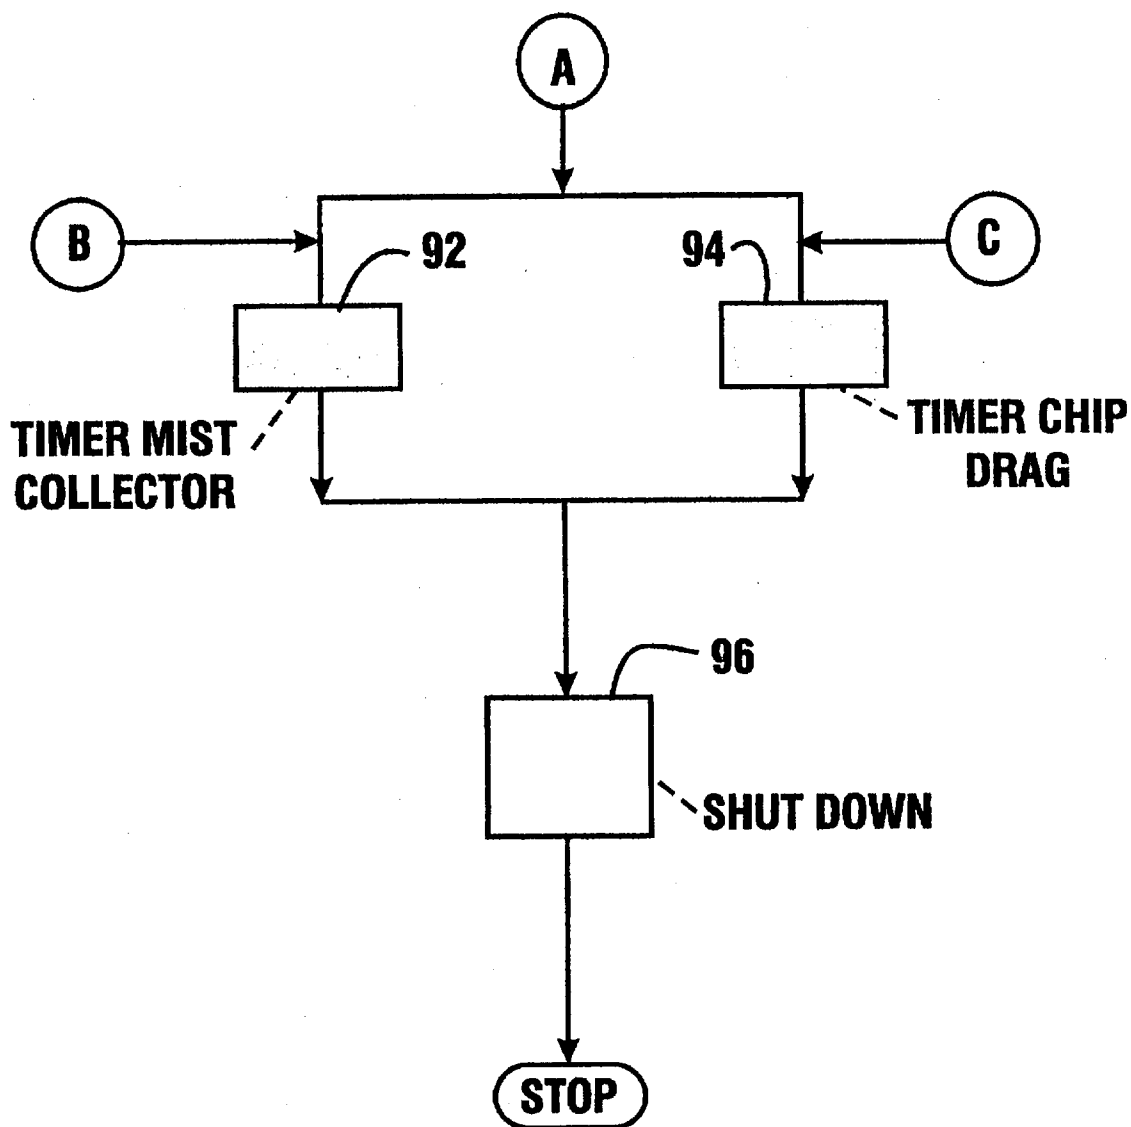 A
B
92
94
C
TIMER MIST
COLLECTOR
TIMER CHIP
DRAG
96
SHUT DOWN
STOP